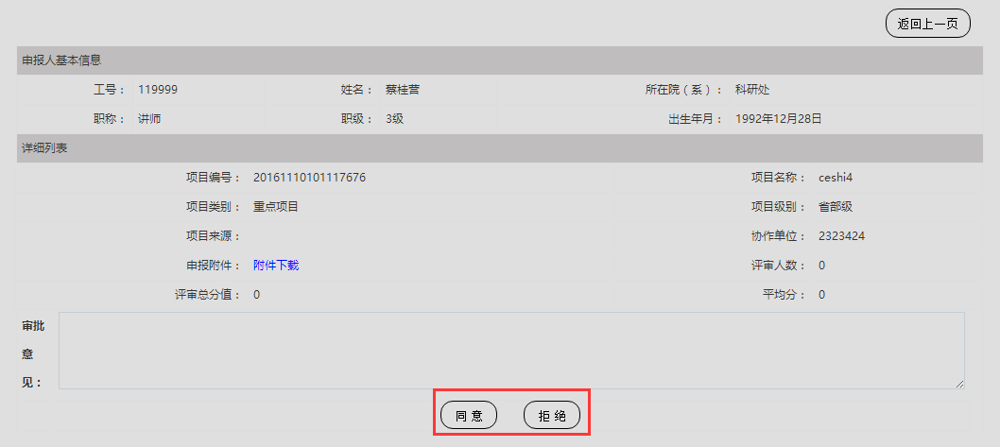 返回上一页
申报人基本信息
工号： 119999 姓名： 蔡桂营 所在院（系）： 科研处
职称： 讲师 职级： 3级 出生年月： 1992年12月28日
详细列表
项目编号： 20161110101117676 项目名称： ceshi4
项目类别： 重点项目 项目级别： 省部级
项目来源： 协作单位： 2323424
申报附件： 附件下载 评审人数： 0
评审总分值： 0 平均分： 0
审批
意
见：
同 意 拒 绝